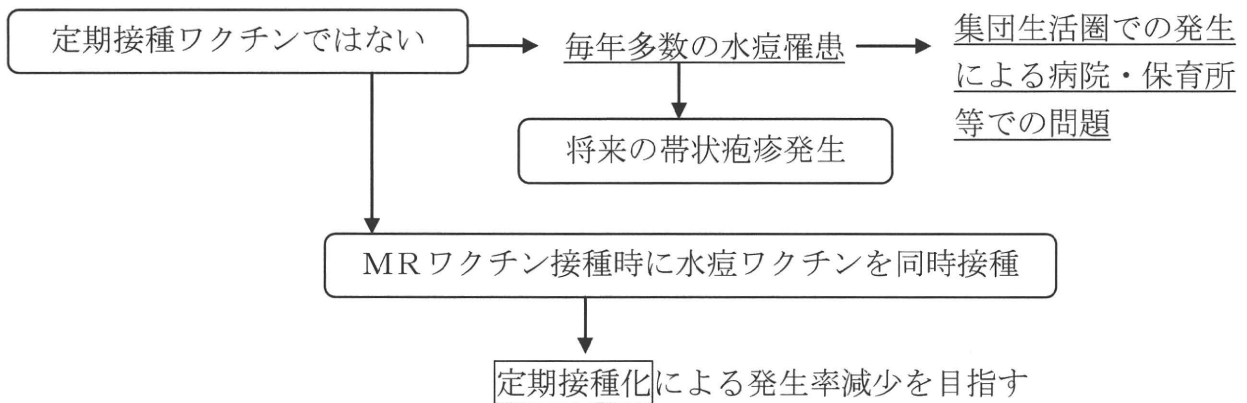 定期接種ワクチンではない
毎年多数の水痘罹患
集団生活圏での発生
による病院・保育所
等での問題
将来の帯状疱疹発生
MRワクチン接種時に水痘ワクチンを同時接種
定期接種化による発生率減少を目指す